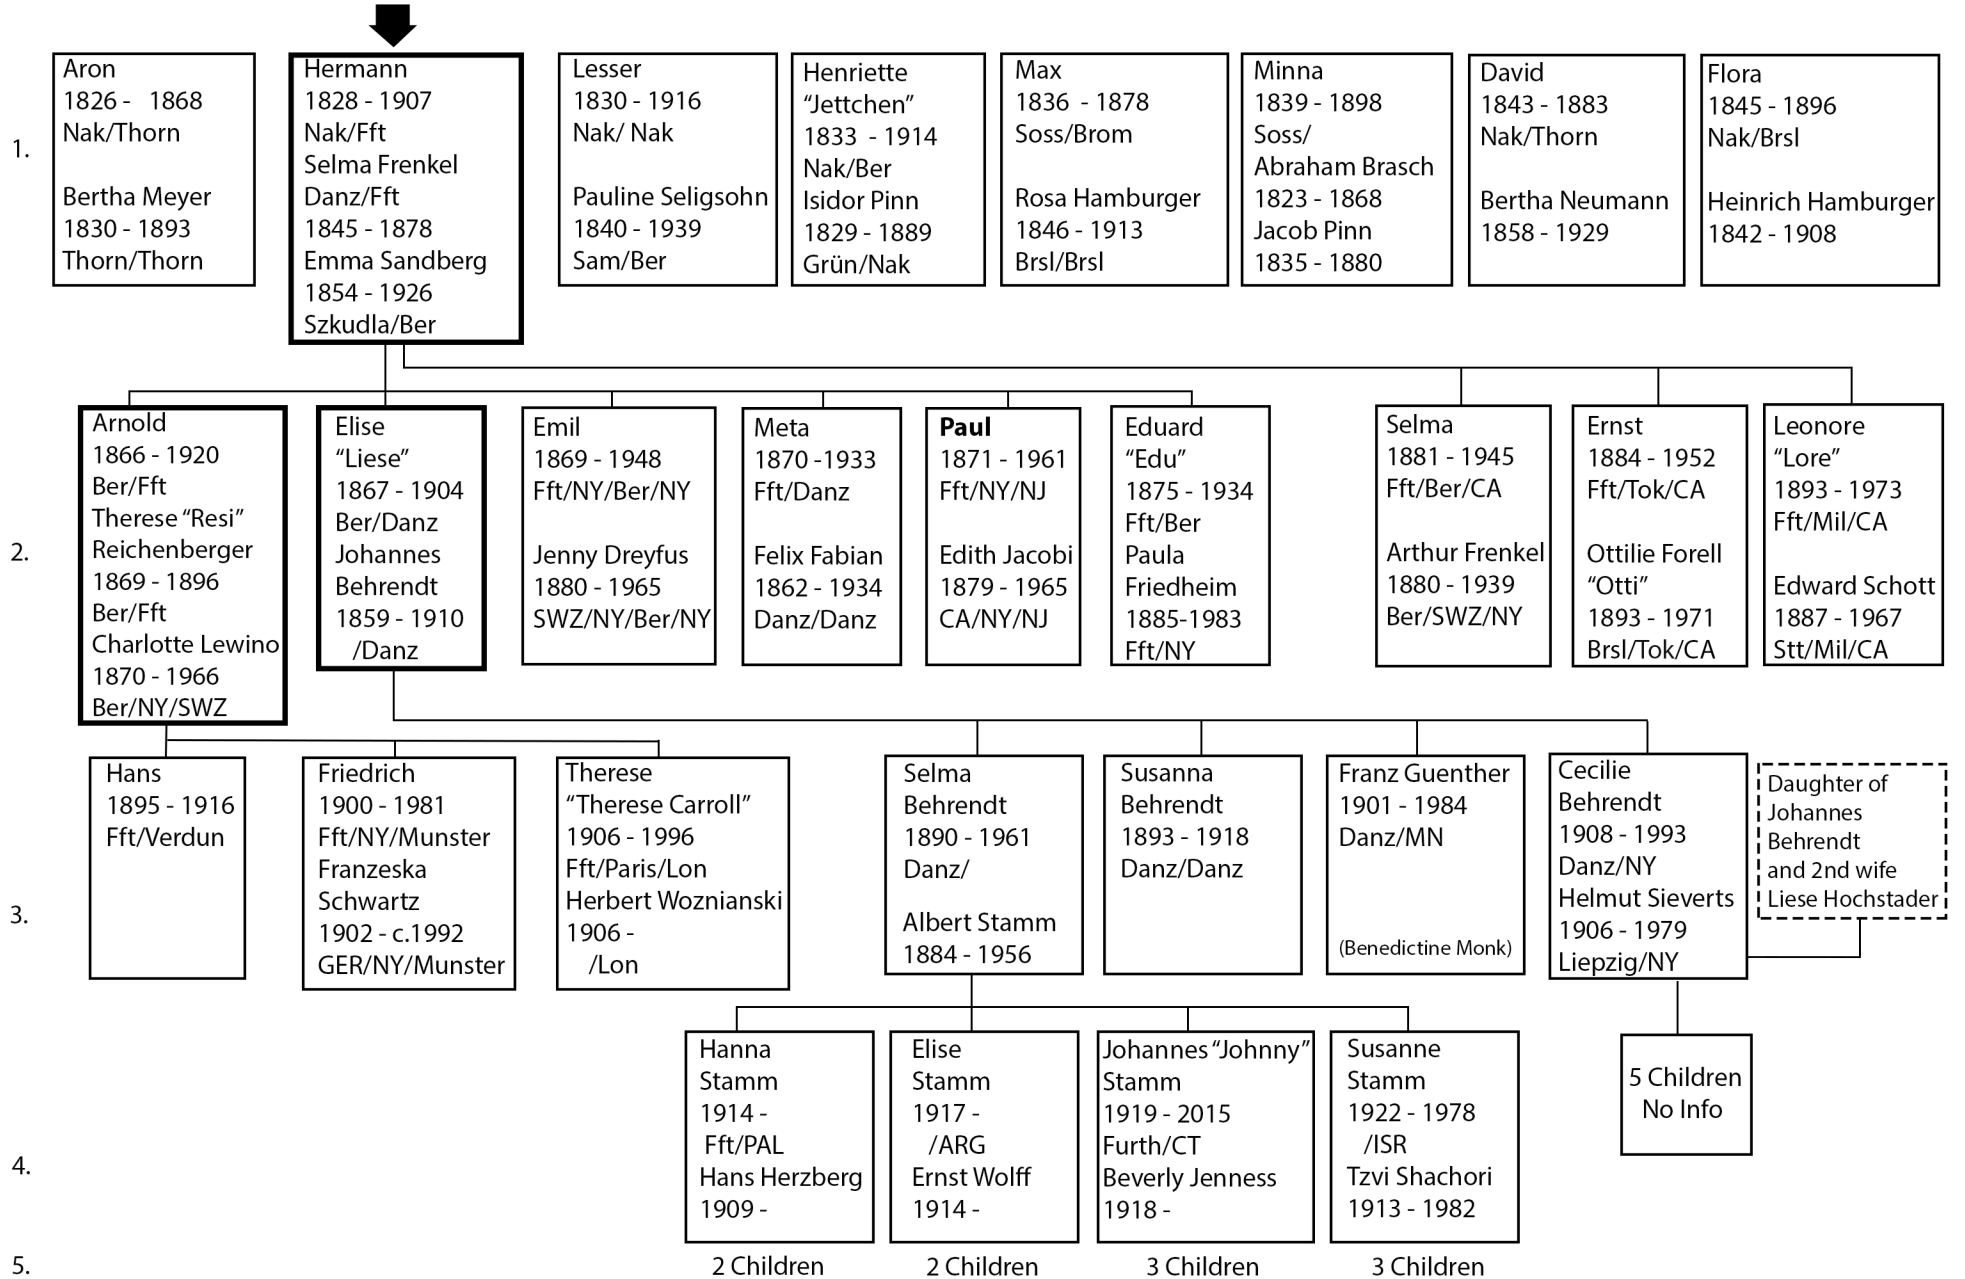 1.
Aron
1826 -   1868
Nak/Thorn
Bertha Meyer
1830 - 1893
Thorn/Thorn
Hermann
1828 - 1907
Nak/Fft
Selma Frenkel
Danz/Fft
1845 - 1878
Emma Sandberg
1854 - 1926
Szkudla/Ber
Lesser
1830 - 1916
Nak/ Nak
Pauline Seligsohn
1840 - 1939
Sam/Ber
Henriette
“Jettchen”
1833  - 1914
Nak/Ber
Isidor Pinn
1829 - 1889
Grün/Nak
Max
1836  - 1878
Soss/Brom
Rosa Hamburger
1846 - 1913
Brsl/Brsl
Minna
1839 - 1898
Soss/
Abraham Brasch
1823 - 1868
Jacob Pinn
1835 - 1880
David
1843 - 1883
Nak/Thorn
Bertha Neumann
1858 - 1929
Flora
1845 - 1896
Nak/Brsl
Heinrich Hamburger
1842 - 1908
2.
Arnold
1866 - 1920
Ber/Fft
Therese “Resi”
Reichenberger
1869 - 1896
Ber/Fft
Charlotte Lewino
1870 - 1966
Ber/NY/SWZ
Elise
“Liese”
1867 - 1904
Ber/Danz
Johannes
Behrendt
1859 - 1910
/Danz
Emil
1869 - 1948
Fft/NY/Ber/NY
Jenny Dreyfus
1880 - 1965
SWZ/NY/Ber/NY
Meta
1870 -1933
Fft/Danz
Felix Fabian
1862 - 1934
Danz/Danz
Paul
1871 - 1961
Fft/NY/NJ
Edith Jacobi
1879 - 1965
CA/NY/NJ
Eduard
“Edu”
1875 - 1934
Fft/Ber
Paula
Friedheim
1885-1983
Fft/NY
Selma
1881 - 1945
Fft/Ber/CA
Arthur Frenkel
1880 - 1939
Ber/SWZ/NY
Ernst
1884 - 1952
Fft/Tok/CA
Ottilie Forell
“Otti”
1893 - 1971
Brsl/Tok/CA
Leonore
“Lore”
1893 - 1973
Fft/Mil/CA
Edward Schott
1887 - 1967
Stt/Mil/CA
3.
Hans
1895 - 1916
Fft/Verdun
Friedrich
1900 - 1981
Fft/NY/Munster
Franzeska
Schwartz
1902 - c.1992
GER/NY/Munster
Therese
“Therese Carroll”
1906 - 1996
Fft/Paris/Lon
Herbert Woznianski
1906 -
/Lon
Selma
Behrendt
1890 - 1961
Danz/
Albert Stamm
1884 - 1956
Susanna
Behrendt
1893 - 1918
Danz/Danz
Franz Guenther
1901 - 1984
Danz/MN
(Benedictine Monk)
Cecilie
Behrendt
1908 - 1993
Danz/NY
Helmut Sieverts
1906 - 1979
Liepzig/NY
Daughter of
Johannes
Behrendt
and 2nd wife
Liese Hochstader
4.
Hanna
Stamm
1914 -
Fft/PAL
Hans Herzberg
1909 -
Elise
Stamm
1917 -
/ARG
Ernst Wolff
1914 -
Johannes “Johnny”
Stamm
1919 - 2015
Furth/CT
Beverly Jenness
1918 -
Susanne
Stamm
1922 - 1978
/ISR
Tzvi Shachori
1913 - 1982
5 Children
No Info
5.
2 Children
2 Children
3 Children
3 Children